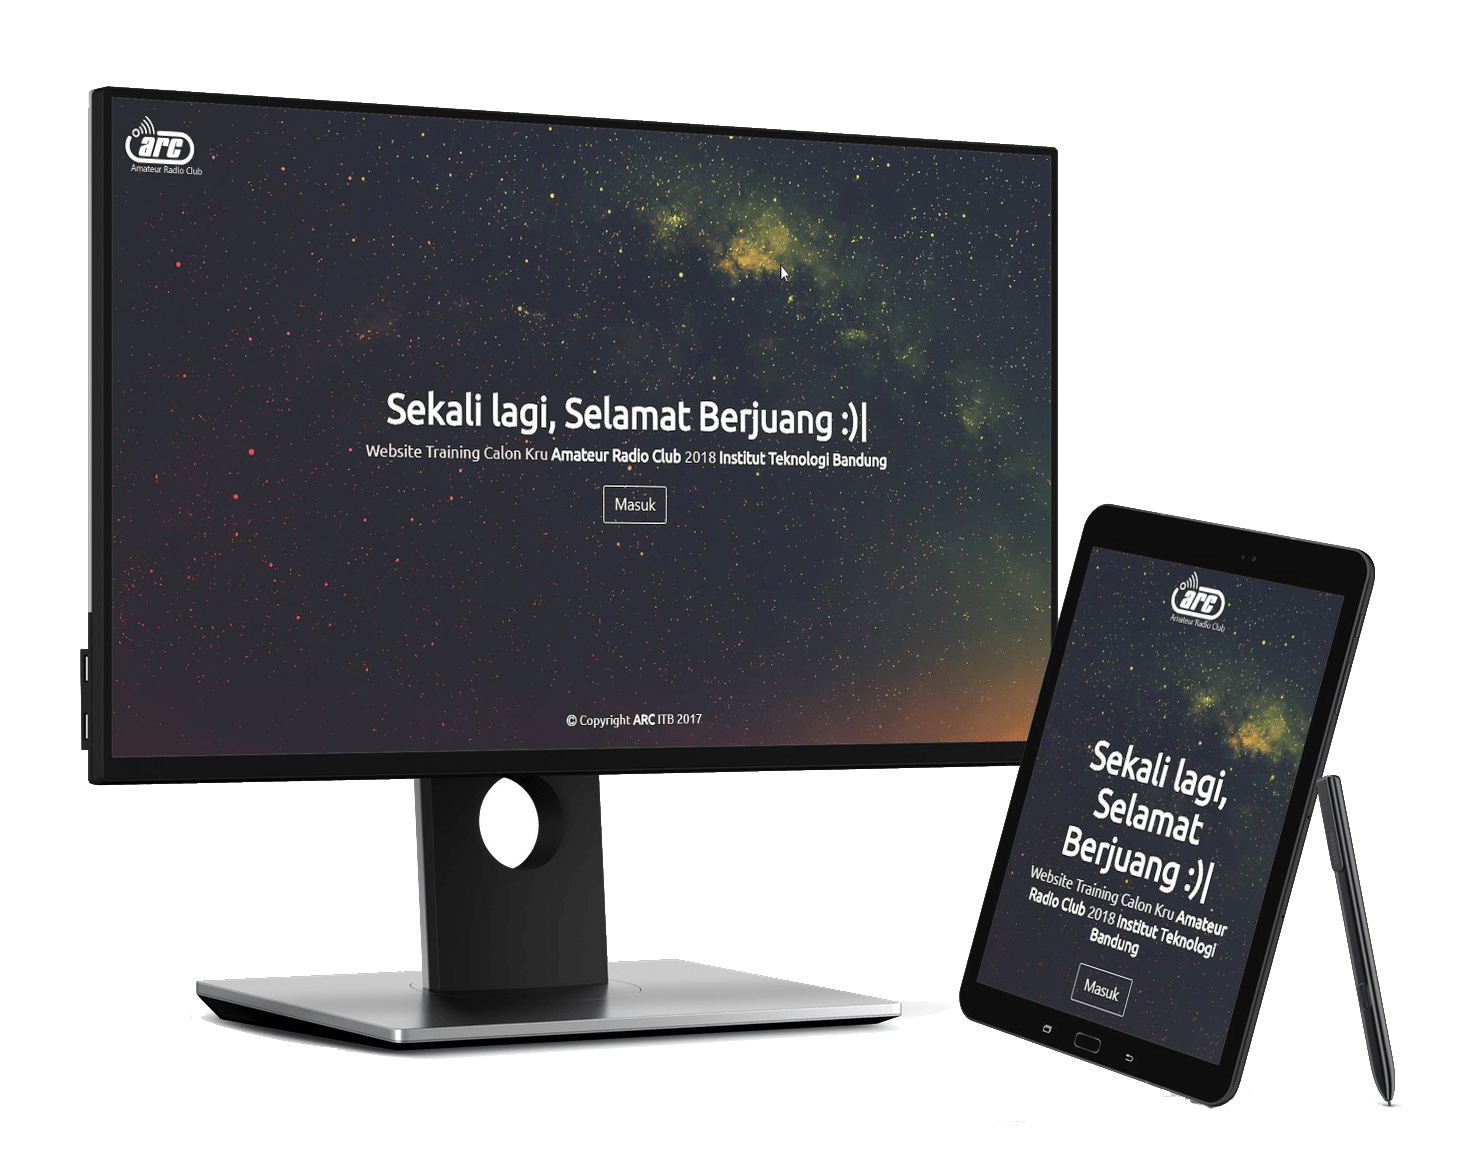 arc
Amateur Radio Club
Sekali lagi, Selamat Berjuang :)|
Website Training Calon Kru Amateur Radio Club 2018 Institut Teknologi Bandung
Masuk
© Copyright ARC ITB 2017
arc
Amateur Radio Club
Sekali lagi,
Selamat
Berjuang :)|
Website Training Calon Kru Amateur
Radio Club 2018 Institut Teknologi
Bandung
Masuk